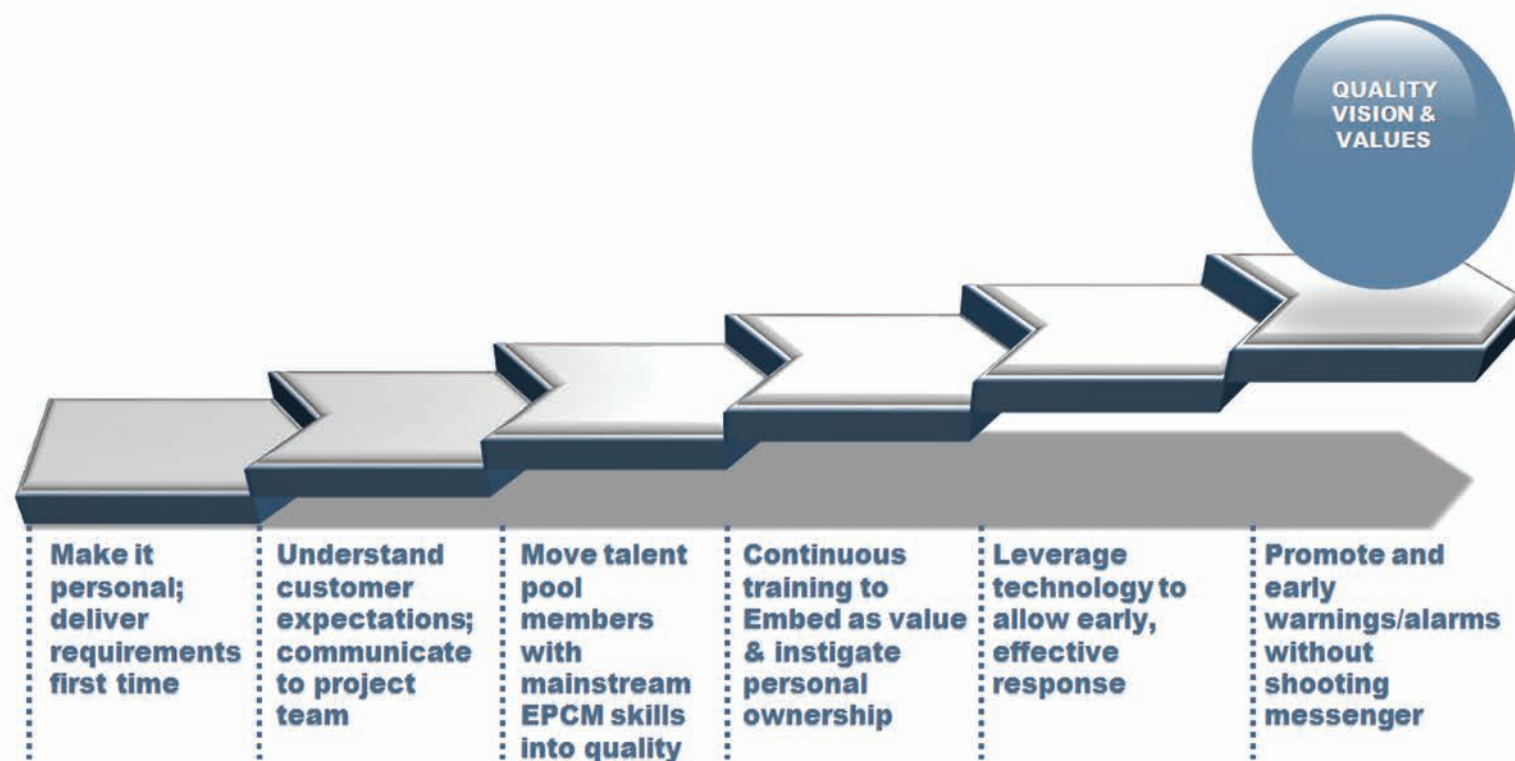 QUALITY
VISION &
VALUES
Make it
personal;
deliver
requirements
first time
Understand
customer
expectations;
communicate
to project
team
Move talent
pool
members
with
mainstream
EPCM skills
into quality
Continuous
training to
Embed as value
& instigate
personal
ownership
Leverage
technology to
allow early,
effective
response
Promote and
early
warnings/alarms
without
shooting
messenger